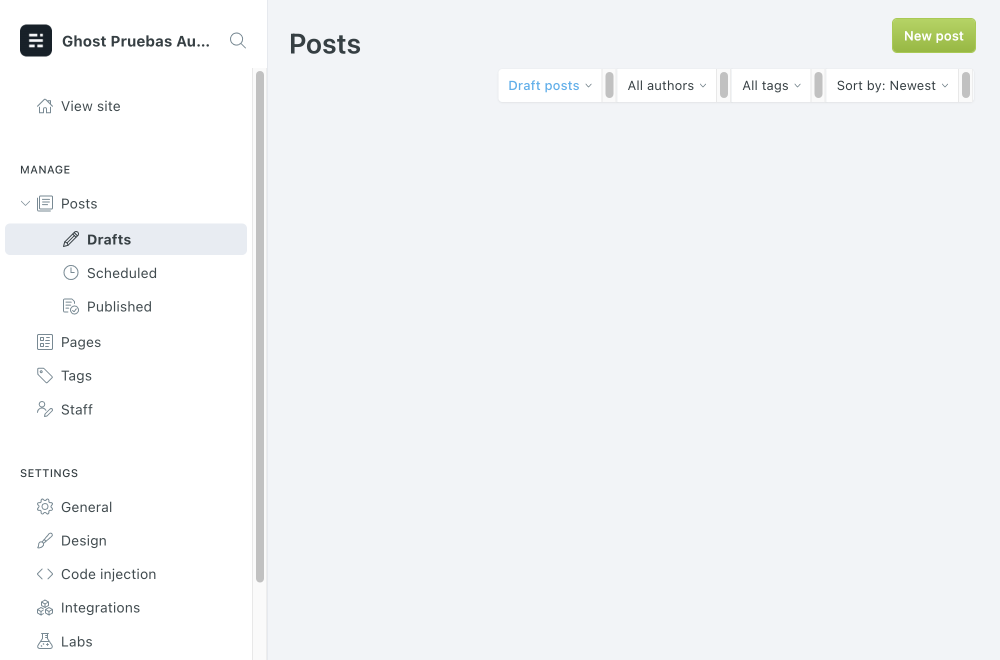 Ghost Pruebas Au...
View site
MANAGE
Posts
Drafts
Scheduled
Published
Pages
Tags
Staff
SETTINGS
General
Design
Code injection
Integrations
Labs
Posts
New post
Draft posts All authors All tags Sort by: Newest